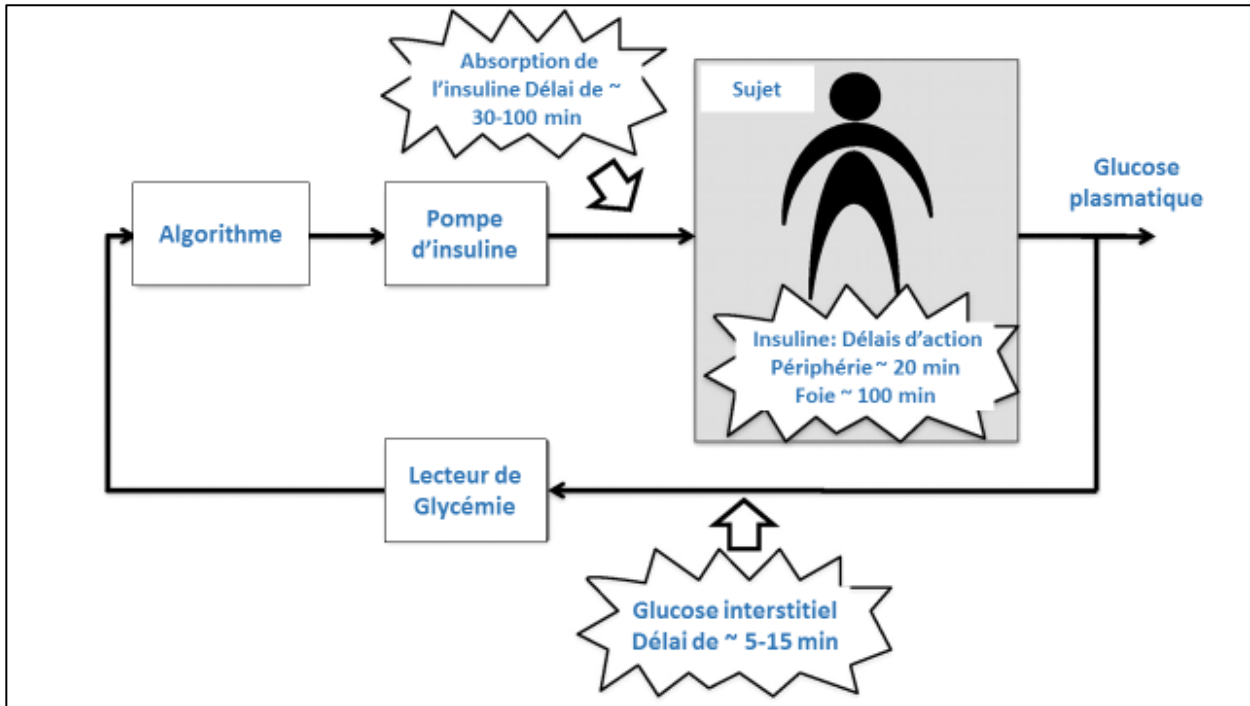 Absorption de
l'insuline Délai de ~
30-100 min
Sujet
Glucose
plasmatique
Algorithme
Pompe
d'insuline
Insuline: Délais d'action
Périphérie ~ 20 min
Foie ~ 100 min
Lecteur de
Glycémie
Glucose interstitiel
Délai de ~ 5-15 min